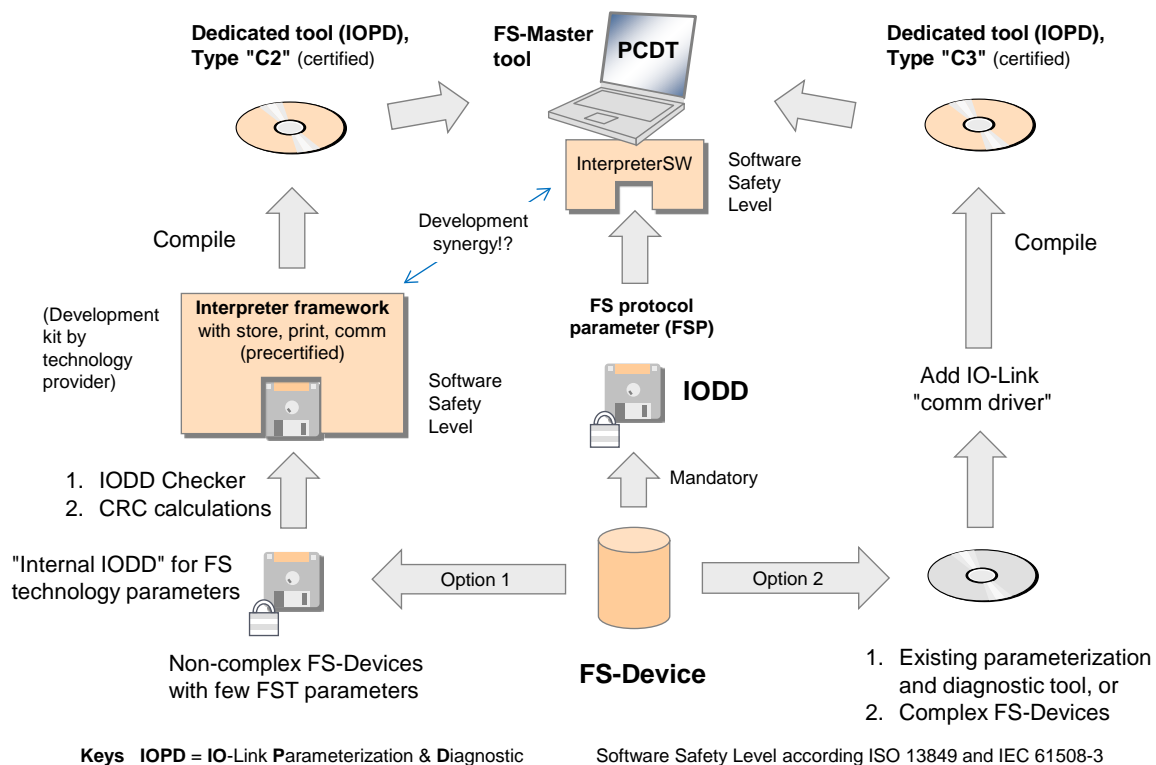 Dedicated tool (IOPD),
Type "C2" (certified)
FS-Master
tool
PCDT
Dedicated tool (IOPD),
Type "C3" (certified)
InterpreterSW
Software
Safety
Level
Compile
Development
synergy!?
Compile
(Development
kit by
technology
provider)
Interpreter framework
with store, print, comm
(precertified)
Software
Safety
Level
FS protocol
parameter (FSP)
IODD
Add IO-Link
"comm driver"
1. IODD Checker
2. CRC calculations
Mandatory
"Internal IODD" for FS
technology parameters
Option 1
Option 2
Non-complex FS-Devices
with few FST parameters
FS-Device
1. Existing parameterization
and diagnostic tool, or
2. Complex FS-Devices
Keys IOPD = IO-Link Parameterization & Diagnostic
Software Safety Level according ISO 13849 and IEC 61508-3